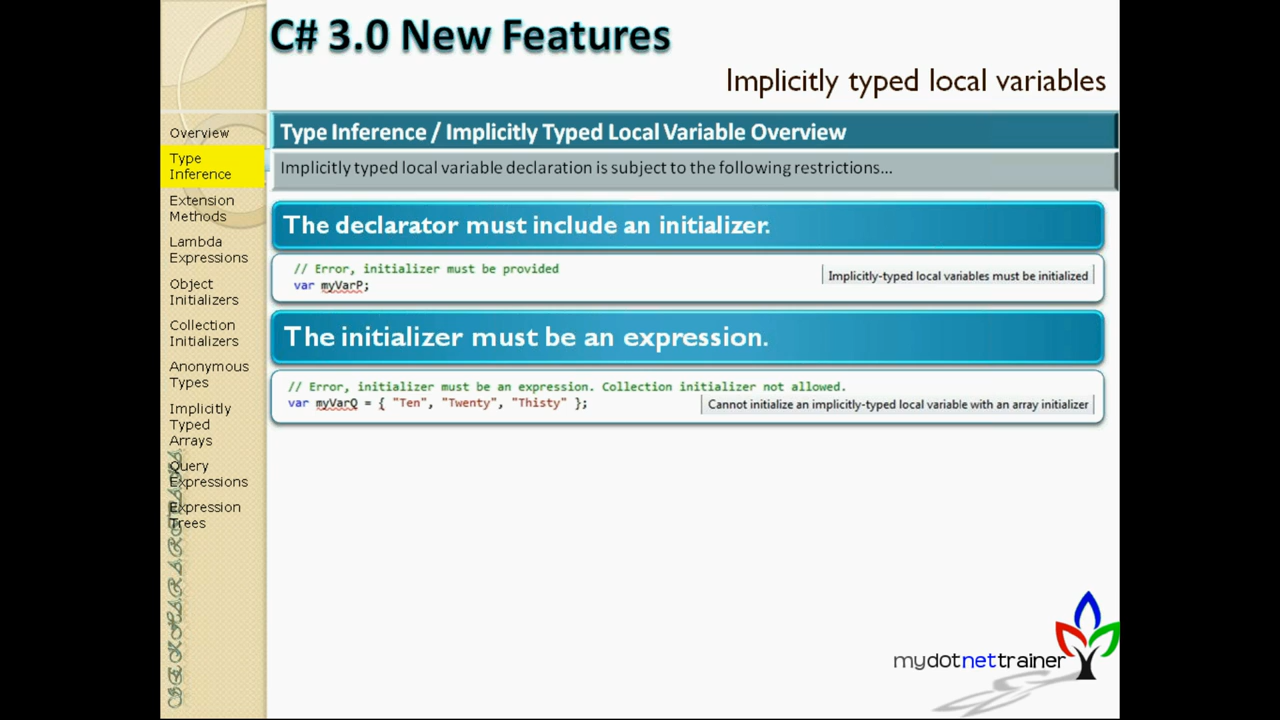 C# 3.0 New Features
Implicitly typed local variables
Overview
Type
Inference
Extension
Methods
Lambda
Expressions
Object
Initializers
Collection
Initializers
Anonymous
Types
Implicitly
Typed
Arrays
Query
Expressions
Expression
Trees
Type Inference / Implicitly Typed Local Variable Overview
Implicitly typed local variable declaration is subject to the following restrictions...
The declarator must include an initializer.
// Error, initializer must be provided
var myVarP;
Implicitly-typed local variables must be initialized
The initializer must be an expression.
// Error, initializer must be an expression. Collection initializer not allowed.
var myVarQ = { "Ten", "Twenty", "Thisty" };
Cannot initialize an implicitly-typed local variable with an array initializer
mydotnettrainer